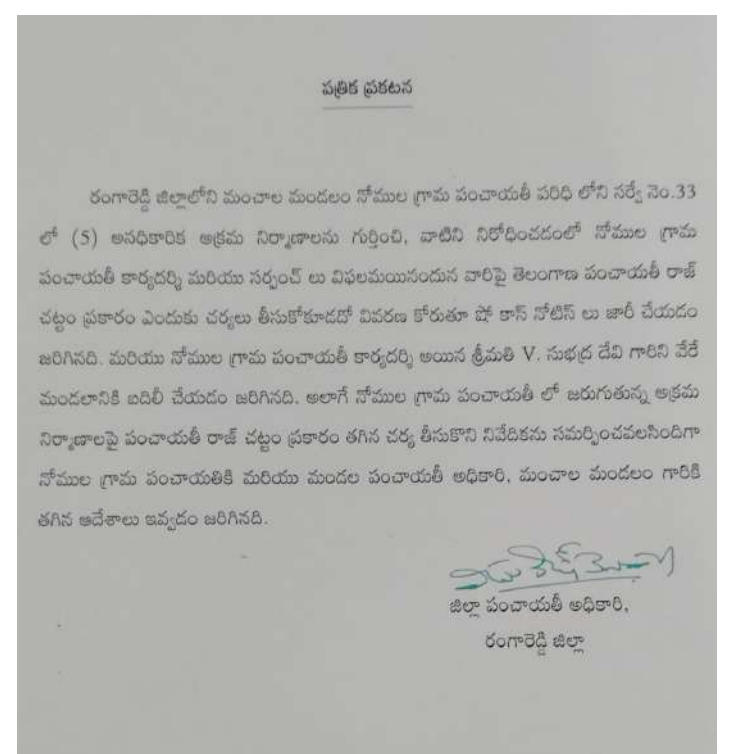 పత్రిక ప్రకటన
రంగారెడ్డి జిల్లాలోని మంచాల మండలం నోముల గ్రామ పంచాయతీ పరిధి లోని సర్వే నెం.33
లో (5) అనధికారిక అక్రమ నిర్మాణాలను గుర్తించి, వాటిని నిరోధించడంలో నోముల గ్రామ
పంచాయతీ కార్యదర్శి మరియు సర్పంచ్ లు విఫలమయినందున వారిపై తెలంగాణ పంచాయతీ రాజ్
చట్టం ప్రకారం ఎందుకు చర్యలు తీసుకోకూడదో వివరణ కోరుతూ షో కాస్ నోటిస్ లు జారీ చేయడం
జరిగినది. మరియు నోముల గ్రామ పంచాయతీ కార్యదర్శి అయిన శ్రీమతి V. సుభద్ర దేవి గారిని వేరే
మండలానికి బదిలీ చేయడం జరిగినది. అలాగే నోముల గ్రామ పంచాయతీ లో జరుగుతున్న అక్రమ
నిర్మాణాలపై పంచాయతీ రాజ్ చట్టం ప్రకారం తగిన చర్య తీసుకొని నివేదికను సమర్పించవలసిందిగా
నోముల గ్రామ పంచాయతికి మరియు మండల పంచాయతీ అధికారి, మంచాల మండలం గారికి
తగిన ఆదేశాలు ఇవ్వడం జరిగినది.
జిల్లా పంచాయతీ అధికారి,
రంగారెడ్డి జిల్లా